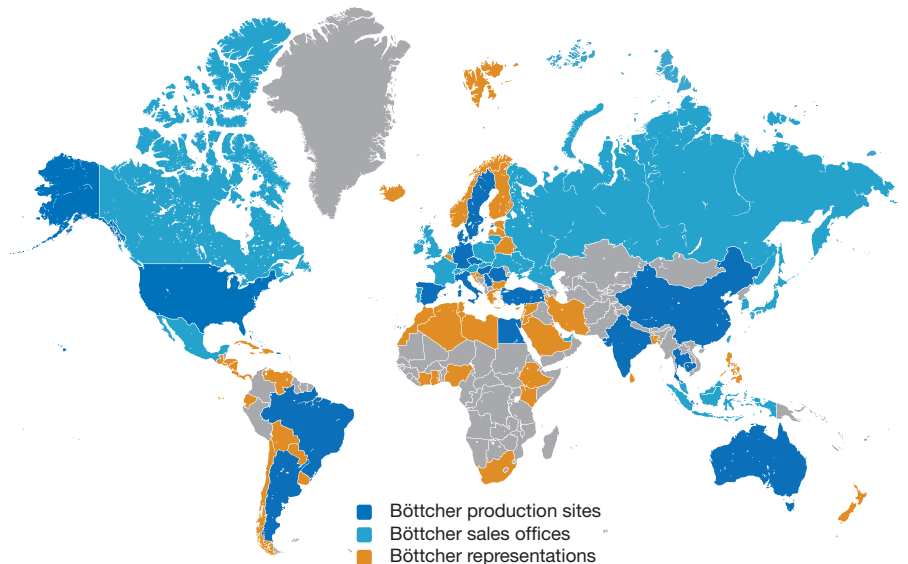 Böttcher production sites
Böttcher sales offices
Böttcher representations